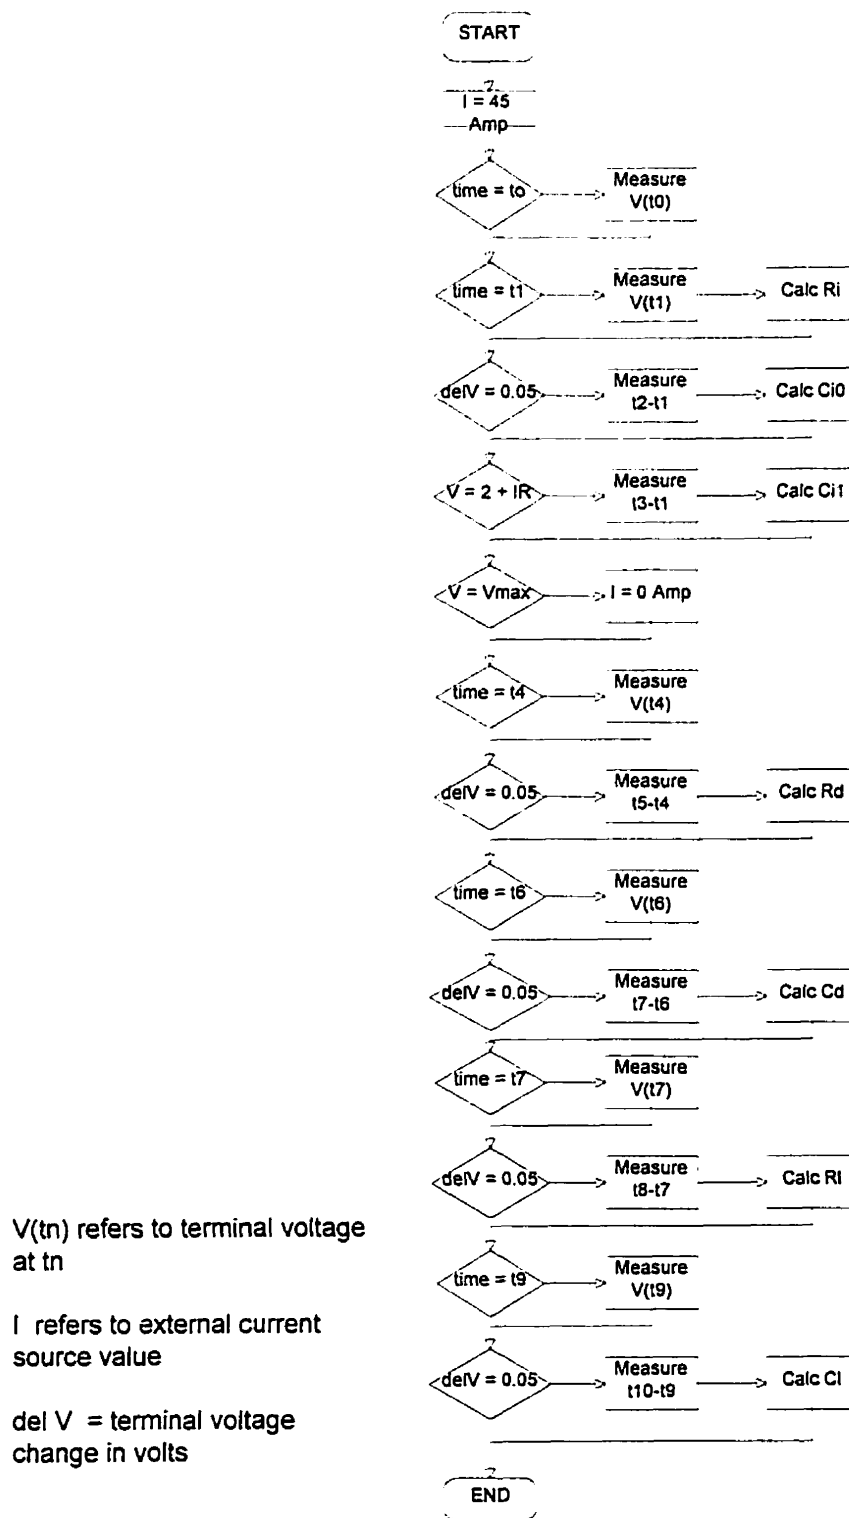 START
I = 45
Amp
time = to
Measure
V(t0)
time = t1
Measure
V(t1)
Calc Ri
delV = 0.05
Measure
t2-t1
Calc Ci0
V = 2 + IR
Measure
t3-t1
Calc Ci1
V = Vmax
I = 0 Amp
time = t4
Measure
V(t4)
delV = 0.05
Measure
t5-t4
Calc Rd
time = t6
Measure
V(t6)
delV = 0.05
Measure
t7-t6
Calc Cd
time = t7
Measure
V(t7)
delV = 0.05
Measure
t8-t7
Calc Rl
time = t9
Measure
V(t9)
delV = 0.05
Measure
t10-t9
Calc Cl
END
V(tn) refers to terminal voltage
at tn
I refers to external current
source value
del V = terminal voltage
change in volts